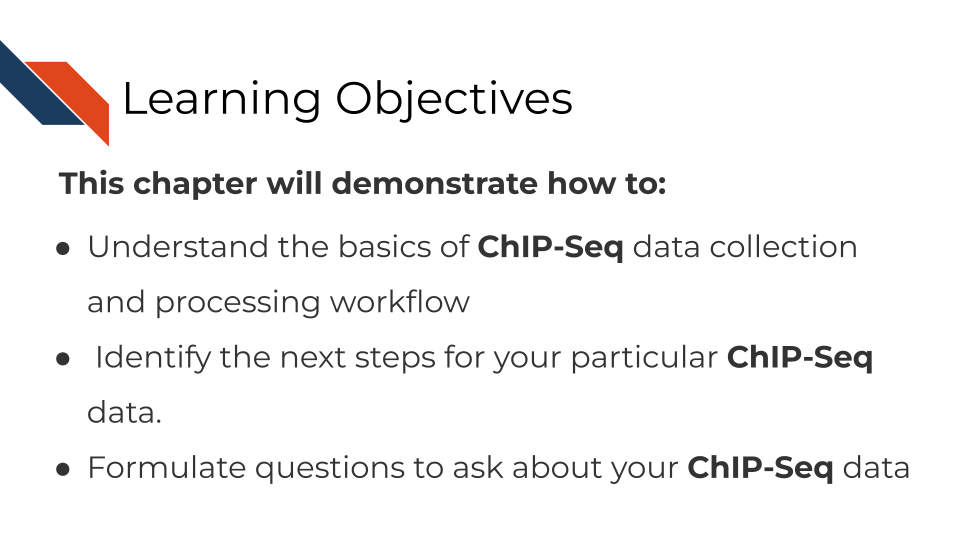 Learning Objectives
This chapter will demonstrate how to:
● Understand the basics of ChIP-Seq data collection
and processing workflow
● Identify the next steps for your particular ChIP-Seq
data.
● Formulate questions to ask about your ChIP-Seq data